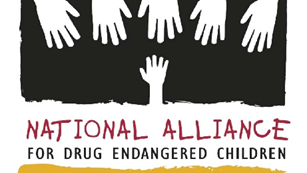 NATIONAL ALLIANCE
FOR DRUG ENDANGERED CHILDREN